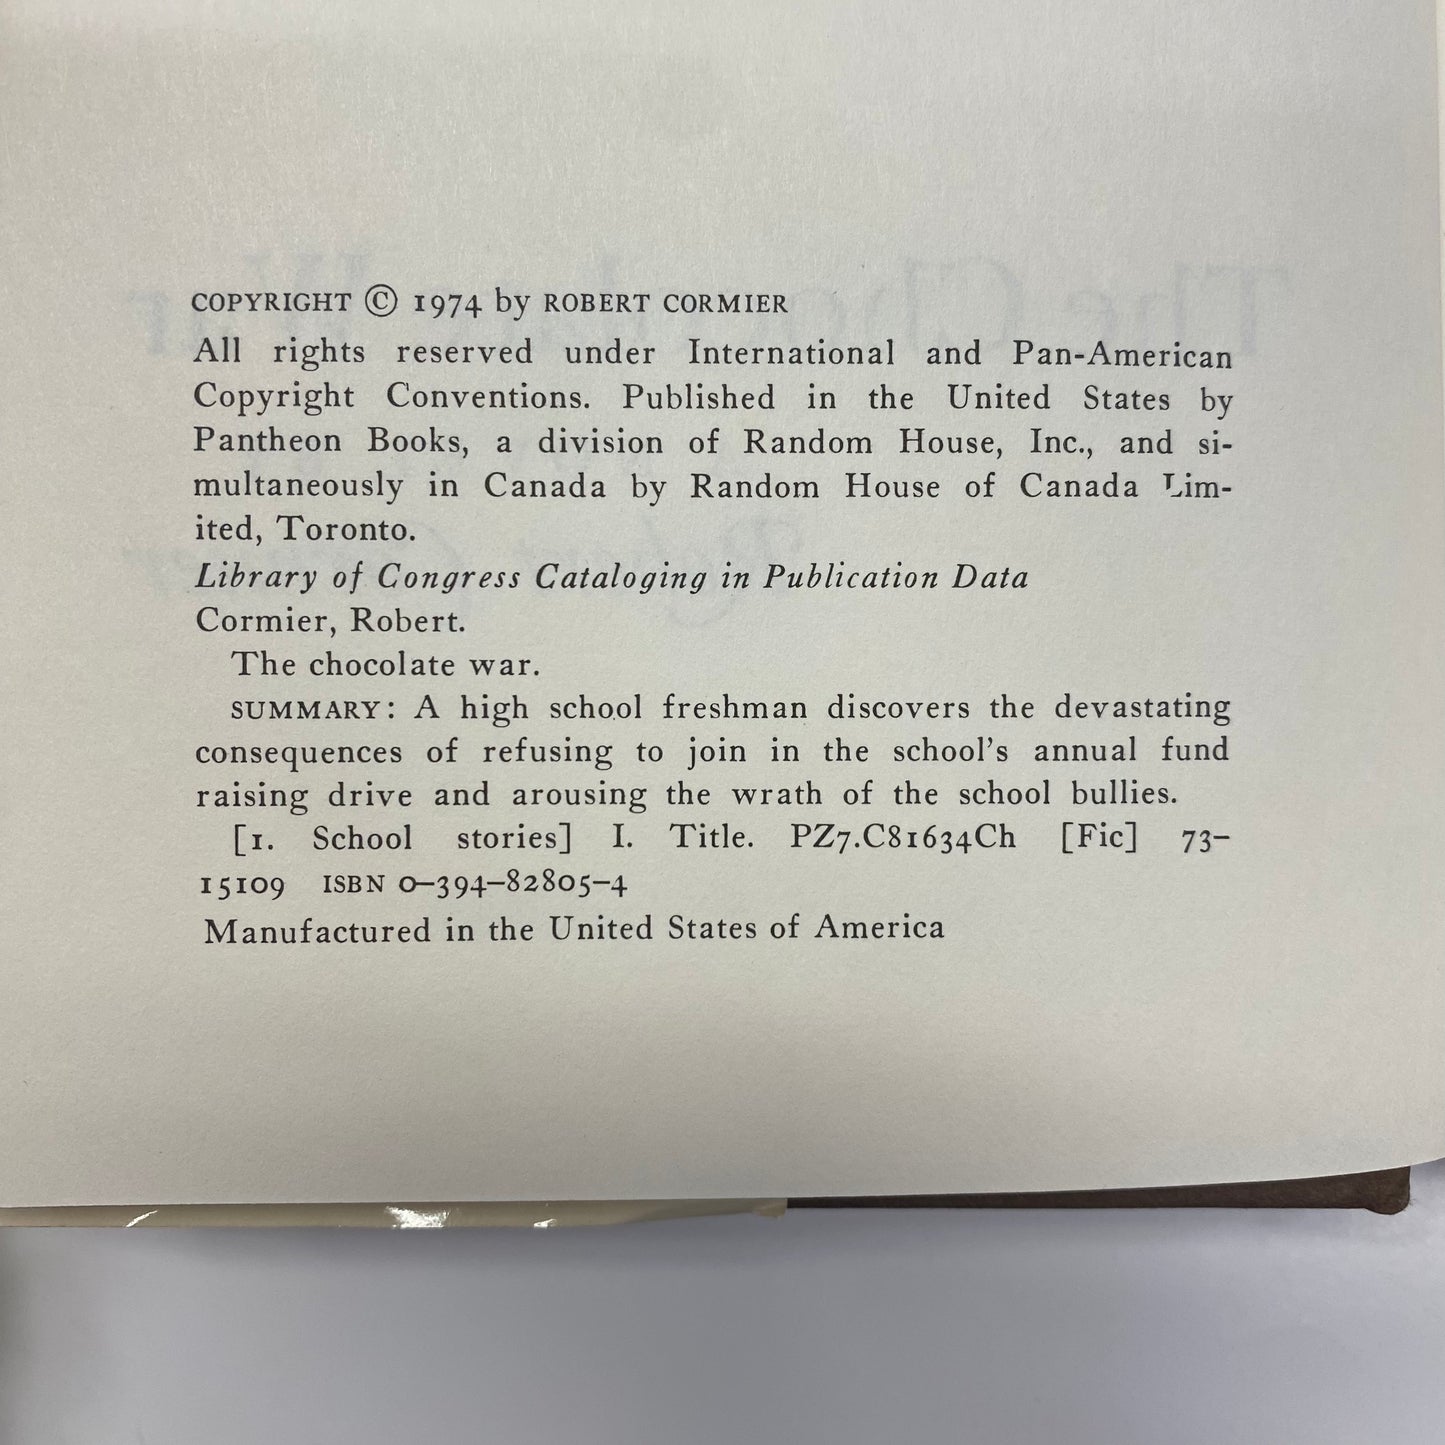 COPYRIGHT © 1974 by ROBERT CORMIER
All rights reserved under International and Pan-American
Copyright Conventions. Published in the United States by
Pantheon Books, a division of Random House, Inc., and si-
multaneously in Canada by Random House of Canada Lim-
ited, Toronto.
Library of Congress Cataloging in Publication Data
Cormier, Robert.
The chocolate war.
SUMMARY: A high school freshman discovers the devastating
consequences of refusing to join in the school's annual fund
raising drive and arousing the wrath of the school bullies.
[1. School stories] I. Title. PZ7.C81634Ch [Fic] 73-
15109 ISBN 0-394-82805-4
Manufactured in the United States of America